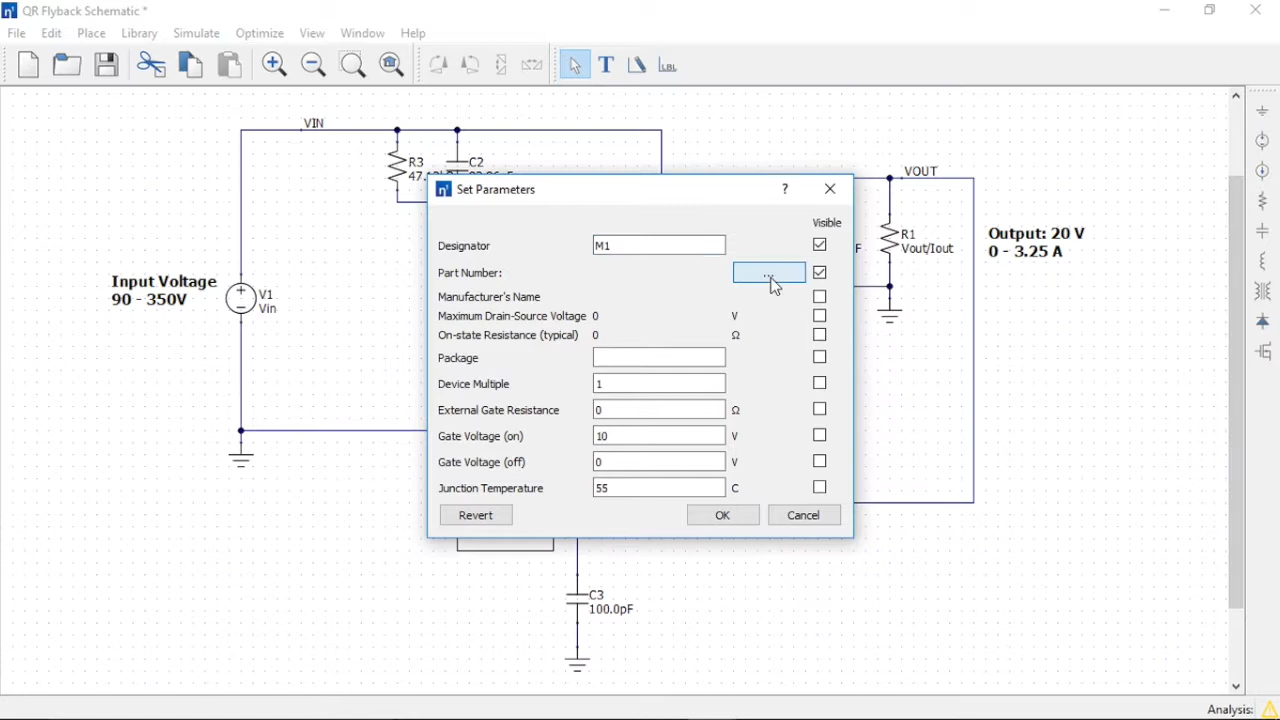 QR Flyback Schematic *
File Edit Place Library Simulate Optimize View Window Help
T LBL
VIN
R3
C2
VOUT
R1
Vout/Iout
Output: 20 V
0 - 3.25 A
Input Voltage
90 - 350V
V1
Vin
F
Set Parameters ?
Visible
Designator M1
Part Number: ...
Manufacturer's Name
Maximum Drain-Source Voltage 0 V
On-state Resistance (typical) 0 Ω
Package
Device Multiple 1
External Gate Resistance 0 Ω
Gate Voltage (on) 10 V
Gate Voltage (off) 0 V
Junction Temperature 55 C
Revert OK Cancel
C3
100.0pF
Analysis: